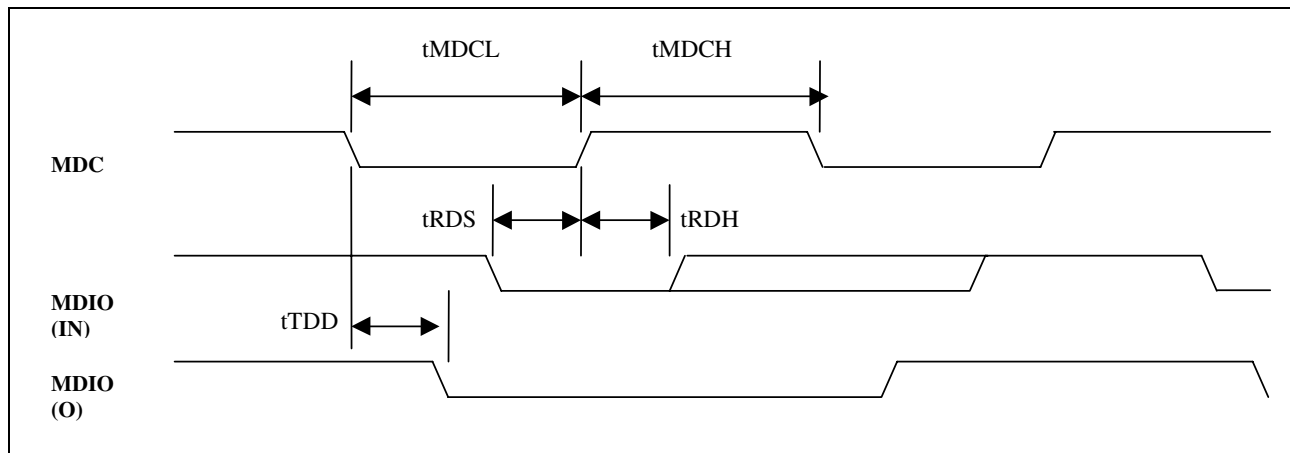 tMDCL tMDCH
MDC
tRDS tRDH
MDIO
(IN)
tTDD
MDIO
(O)